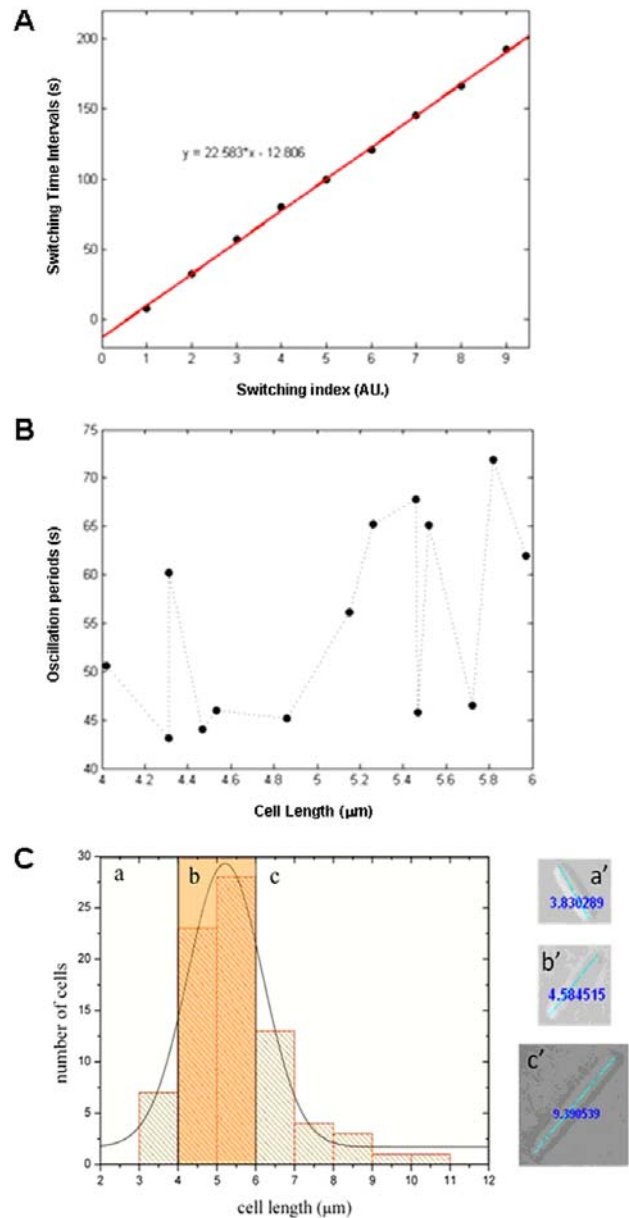 A
Switching Time Intervals (s)
200
150
100
50
0
y = 22.583*x - 12.806
0 1 2 3 4 5 6 7 8 9
Switching index (AU.)
B
Oscillation periods (s)
75
70
65
60
55
50
45
40
4 4.2 4.4 4.6 4.8 5 5.2 5.4 5.6 5.8 6
Cell Length (µm)
C
number of cells
30
25
20
15
10
5
0
a b c
2 3 4 5 6 7 8 9 10 11 12
cell length (µm)
a'
3.830289
b'
4.584515
c'
9.390539